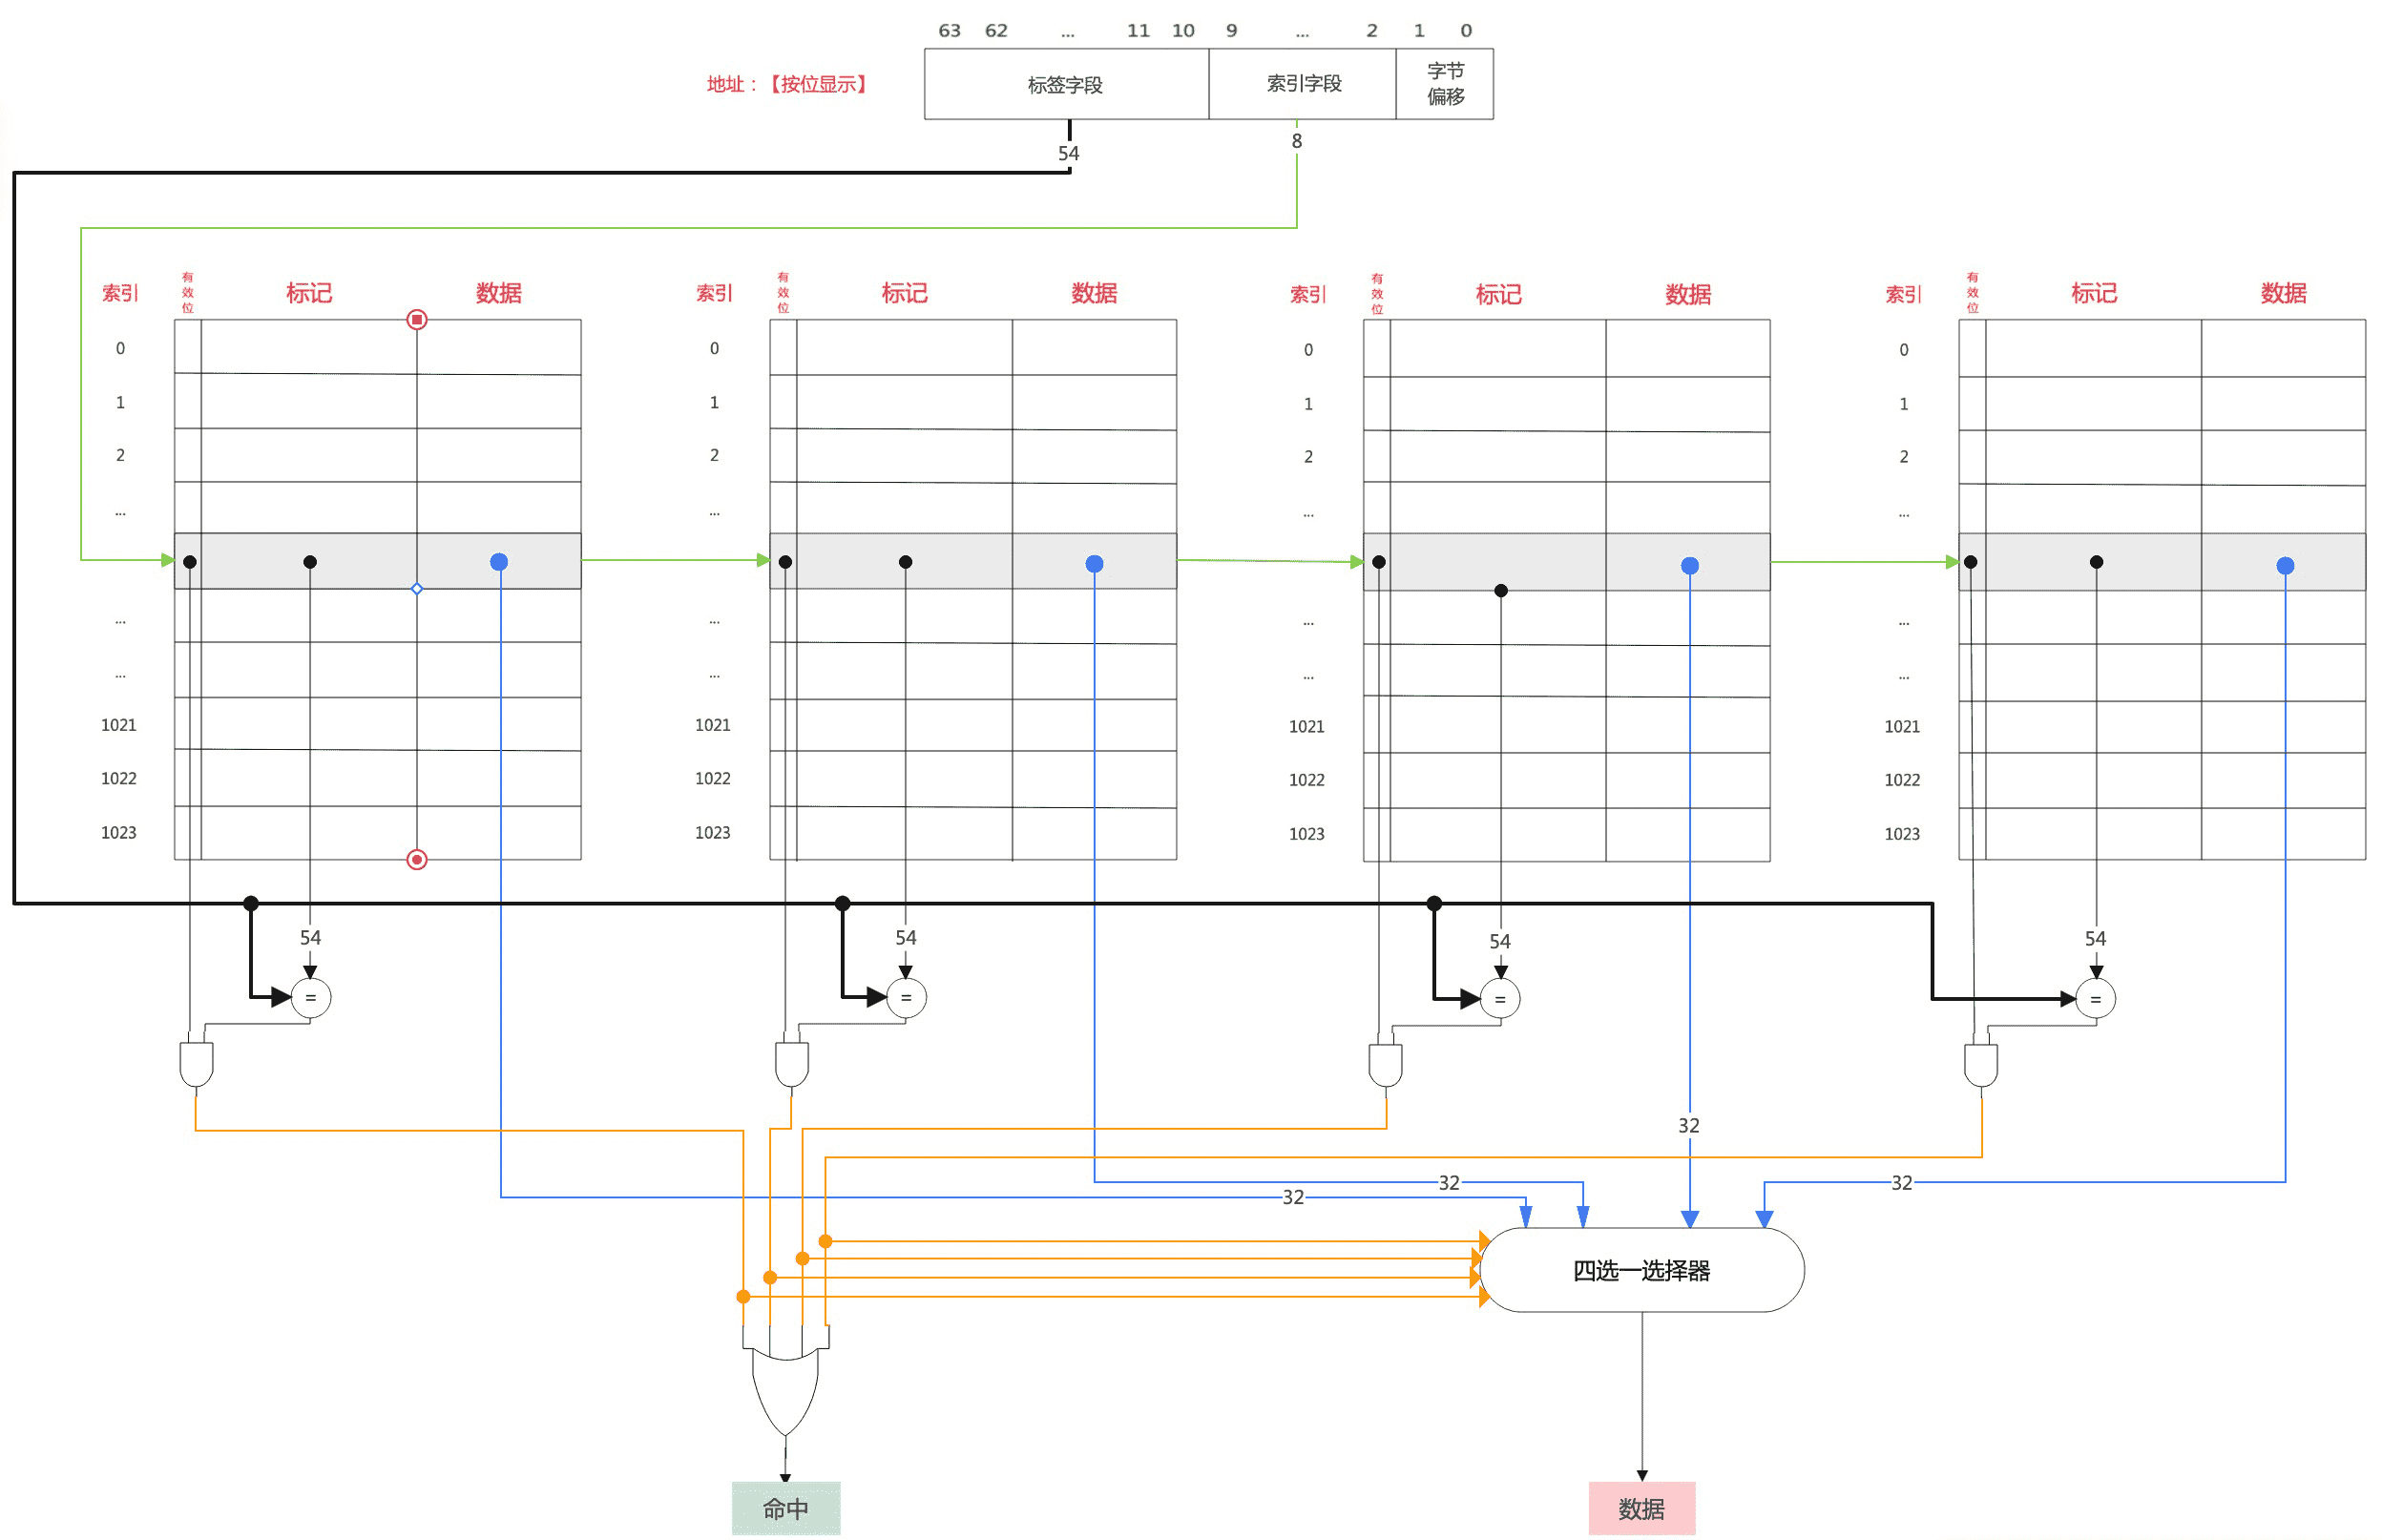 63 62 ... 11 10 9 ... 2 1 0
地址：【按位显示】
标签字段
索引字段
字节
偏移
54
8
索引 有效位 标记 数据
索引 有效位 标记 数据
索引 有效位 标记 数据
索引 有效位 标记 数据
0 0 0 0
1 1 1 1
2 2 2 2
... ... ... ...
... ... ... ...
... ... ... ...
1021 1021 1021 1021
1022 1022 1022 1022
1023 1023 1023 1023
54 54 54 54
= = = =
32
32 32
32
四选一选择器
命中
数据